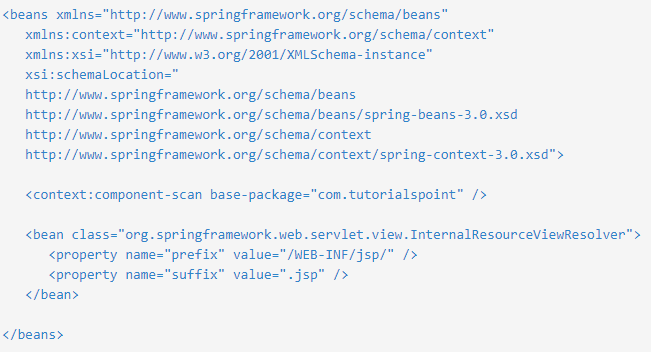 <beans xmlns="http://www.springframework.org/schema/beans"
xmlns:context="http://www.springframework.org/schema/context"
xmlns:xsi="http://www.w3.org/2001/XMLSchema-instance"
xsi:schemaLocation="
http://www.springframework.org/schema/beans
http://www.springframework.org/schema/beans/spring-beans-3.0.xsd
http://www.springframework.org/schema/context
http://www.springframework.org/schema/context/spring-context-3.0.xsd">
<context:component-scan base-package="com.tutorialspoint" />
<bean class="org.springframework.web.servlet.view.InternalResourceViewResolver">
<property name="prefix" value="/WEB-INF/jsp/" />
<property name="suffix" value=".jsp" />
</bean>
</beans>